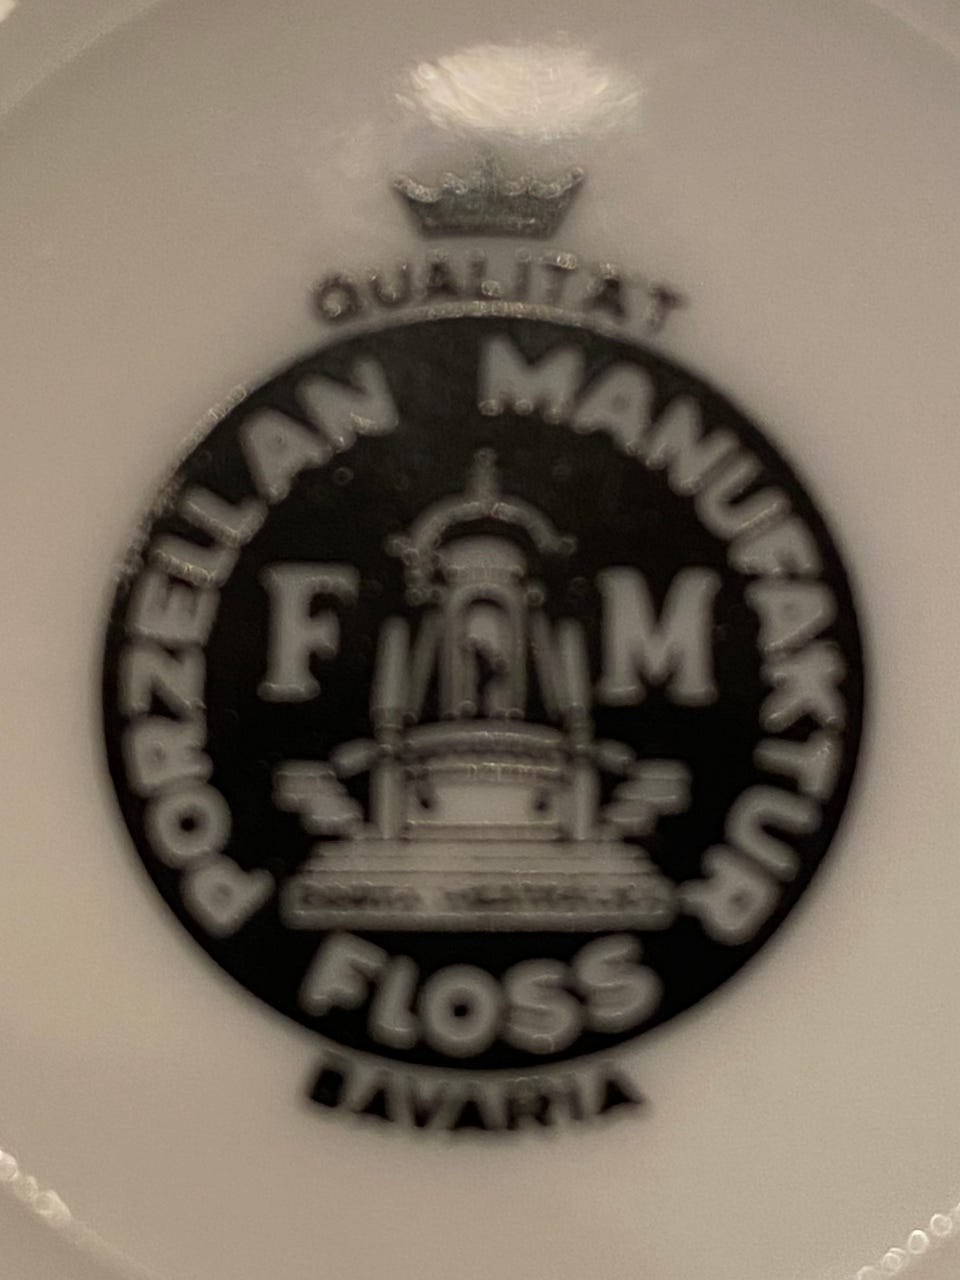 QUALITÄT
PORZELLAN MANUFAKTUR
F M
FLOSS
BAVARIA